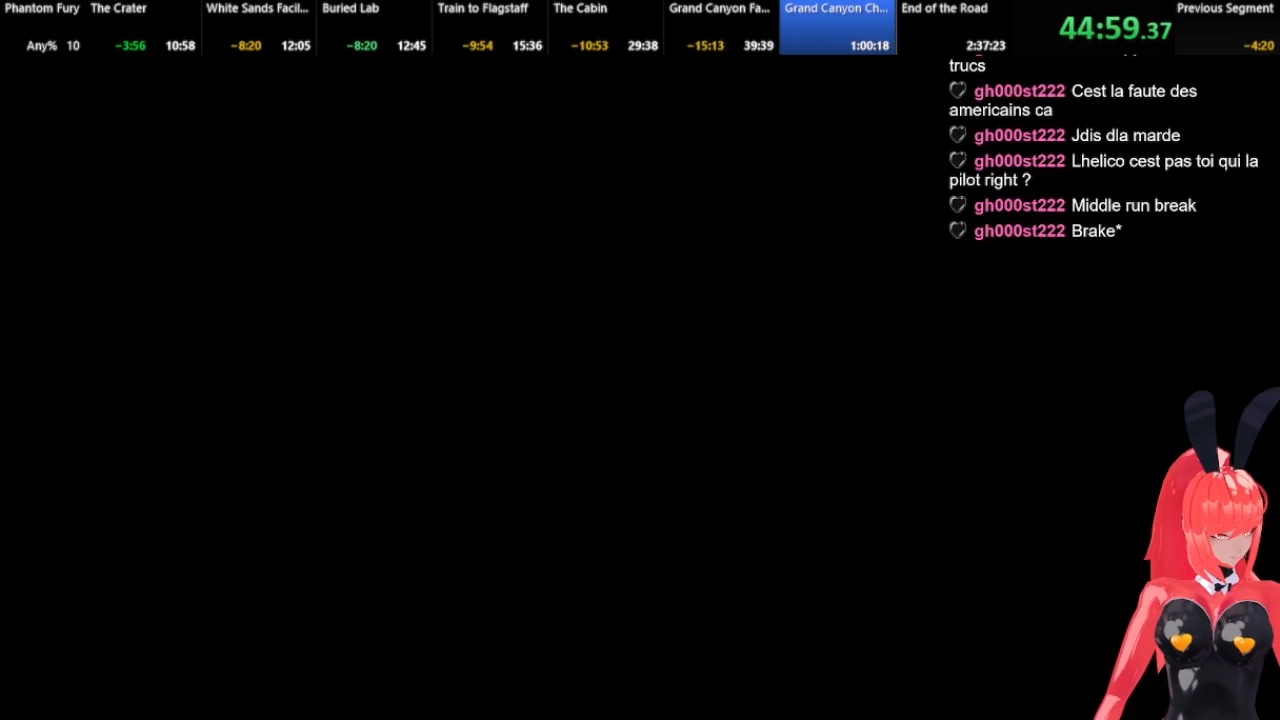 Phantom Fury
Any% 10
The Crater
-3:56 10:58
White Sands Facil...
-8:20 12:05
Buried Lab
-8:20 12:45
Train to Flagstaff
-9:54 15:36
The Cabin
-10:53 29:38
Grand Canyon Fa...
-15:13 39:39
Grand Canyon Ch...
1:00:18
End of the Road
2:37:23
44:59.37
Previous Segment
-4:20
trucs
gh000st222 Cest la faute des
americains ca
gh000st222 Jdis dla marde
gh000st222 Lhelico cest pas toi qui la
pilot right ?
gh000st222 Middle run break
gh000st222 Brake*